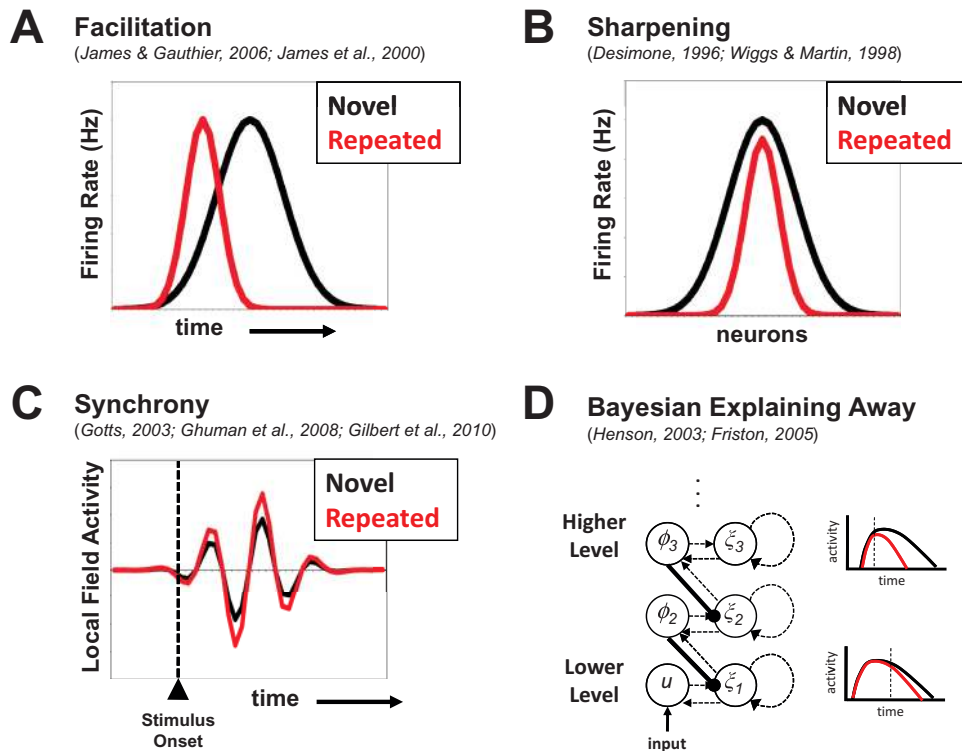 A Facilitation
(James & Gauthier, 2006; James et al., 2000)
Novel
Repeated
Firing Rate (Hz)
time
B Sharpening
(Desimone, 1996; Wiggs & Martin, 1998)
Novel
Repeated
Firing Rate (Hz)
neurons
C Synchrony
(Gotts, 2003; Ghuman et al., 2008; Gilbert et al., 2010)
Novel
Repeated
Local Field Activity
time
Stimulus
Onset
D Bayesian Explaining Away
(Henson, 2003; Friston, 2005)
Higher
Level
ϕ3
ξ3
ϕ2
ξ2
Lower
Level
u
ξ1
input
activity
time
activity
time